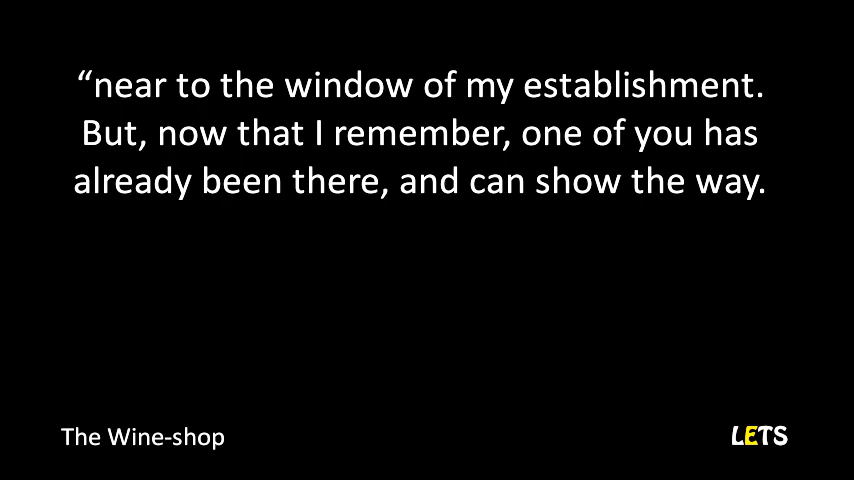 “near to the window of my establishment.
But, now that I remember, one of you has
already been there, and can show the way.
The Wine-shop
LETS